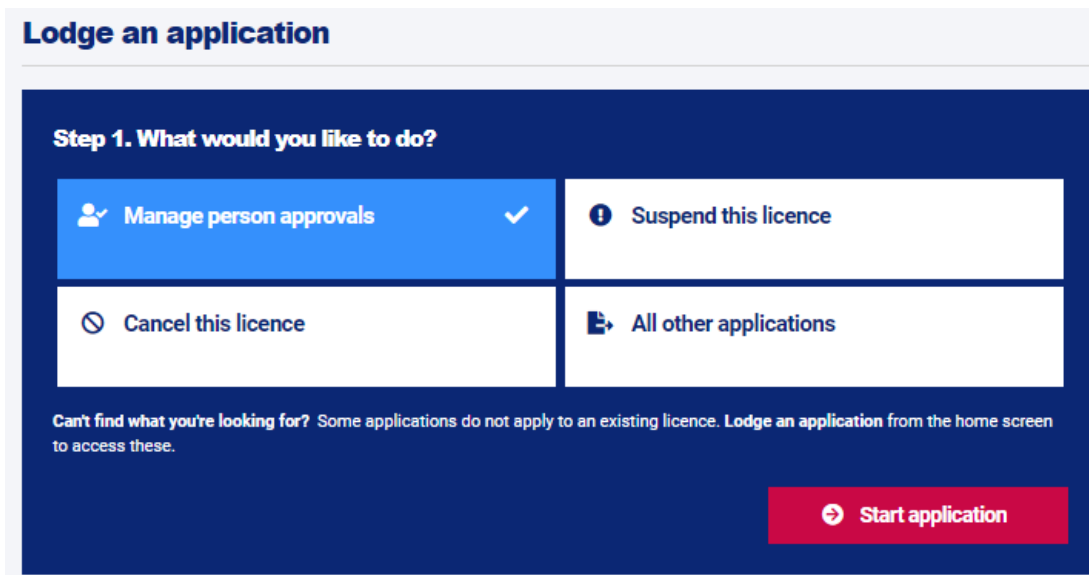 Lodge an application
Step 1. What would you like to do?
Manage person approvals
Suspend this licence
Cancel this licence
All other applications
Can't find what you're looking for? Some applications do not apply to an existing licence. Lodge an application from the home screen
to access these.
Start application